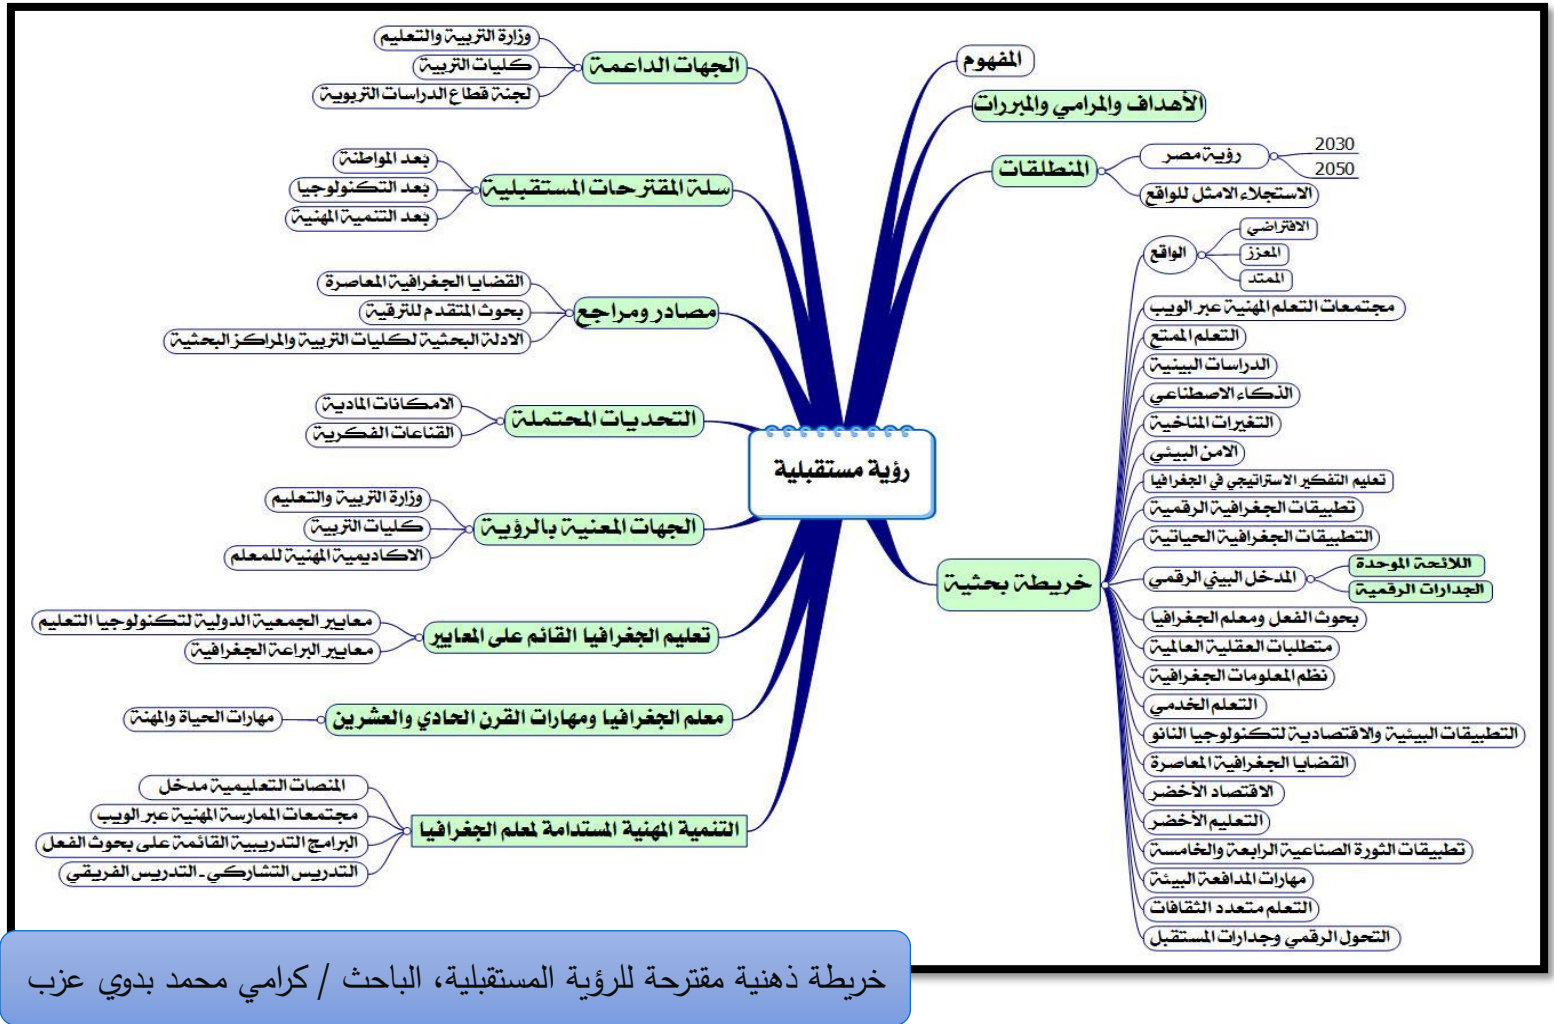 رؤية مستقبلية
المفهوم
الأهداف والمرامي والمبررات
المنطلقات
رؤية مصر
2030
2050
الاستجلاء الامثل للواقع
خريطة بحثية
الواقع
الافتراضي
المعزز
الممتد
مجتمعات التعلم المهنية عبر الويب
التعلم الممتع
الدراسات البينية
الذكاء الاصطناعي
التغيرات المناخية
الامن البيئي
تعليم التفكير الاستراتيجي في الجغرافيا
تطبيقات الجغرافية الرقمية
التطبيقات الجغرافية الحياتية
المدخل البيني الرقمي
اللائحة الموحدة
الجدارات الرقمية
بحوث الفعل ومعلم الجغرافيا
متطلبات العقلية العالمية
نظم المعلومات الجغرافية
التعلم الخدمي
التطبيقات البيئية والاقتصادية لتكنولوجيا النانو
القضايا الجغرافية المعاصرة
الاقتصاد الأخضر
التعليم الأخضر
تطبيقات الثورة الصناعية الرابعة والخامسة
مهارات المدافعة البيئة
التعلم متعدد الثقافات
التحول الرقمي وجدارات المستقبل
الجهات الداعمة
وزارة التربية والتعليم
كليات التربية
لجنة قطاع الدراسات التربوية
سلة المقترحات المستقبلية
بعد المواطنة
بعد التكنولوجيا
بعد التنمية المهنية
مصادر ومراجع
القضايا الجغرافية المعاصرة
بحوث المتقدم للترقية
الادلة البحثية لكليات التربية والمراكز البحثية
التحديات المحتملة
الامكانات المادية
القناعات الفكرية
الجهات المعنية بالرؤية
وزارة التربية والتعليم
كليات التربية
الاكاديمية المهنية للمعلم
تعليم الجغرافيا القائم على المعايير
معايير الجمعية الدولية لتكنولوجيا التعليم
معايير البراعة الجغرافية
معلم الجغرافيا ومهارات القرن الحادي والعشرين
مهارات الحياة والمهنة
التنمية المهنية المستدامة لمعلم الجغرافيا
المنصات التعليمية مدخل
مجتمعات الممارسة المهنية عبر الويب
البرامج التدريبية القائمة على بحوث الفعل
التدريس التشاركي ـ التدريس الفريقي
خريطة ذهنية مقترحة للرؤية المستقبلية، الباحث / كرامي محمد بدوي عزب